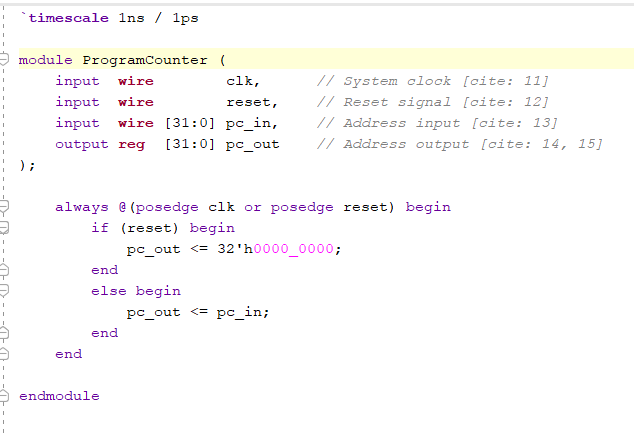 `timescale 1ns / 1ps
module ProgramCounter (
input wire clk, // System clock [cite: 11]
input wire reset, // Reset signal [cite: 12]
input wire [31:0] pc_in, // Address input [cite: 13]
output reg [31:0] pc_out // Address output [cite: 14, 15]
);
always @(posedge clk or posedge reset) begin
if (reset) begin
pc_out <= 32'h0000_0000;
end
else begin
pc_out <= pc_in;
end
end
endmodule